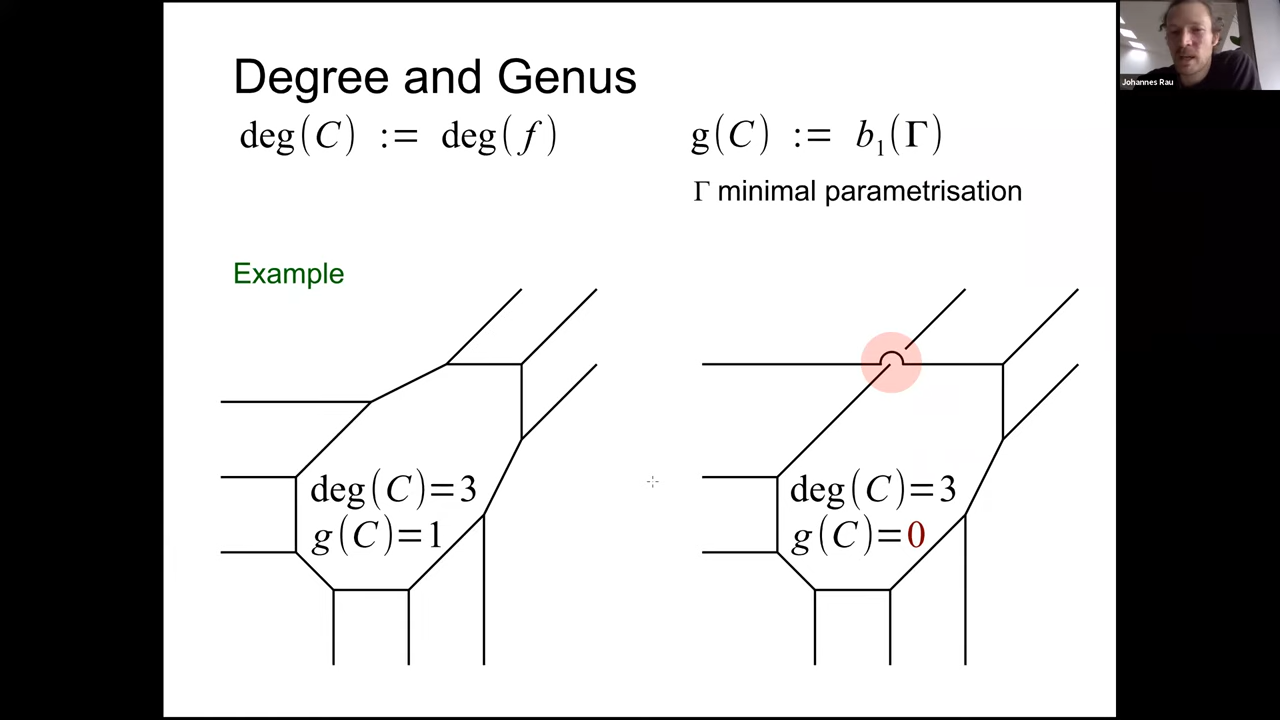 Degree and Genus
deg(C) := deg(f)
g(C) := b₁(Γ)
Γ minimal parametrisation
Example
deg(C)=3
g(C)=1
deg(C)=3
g(C)=0
Johannes Rau